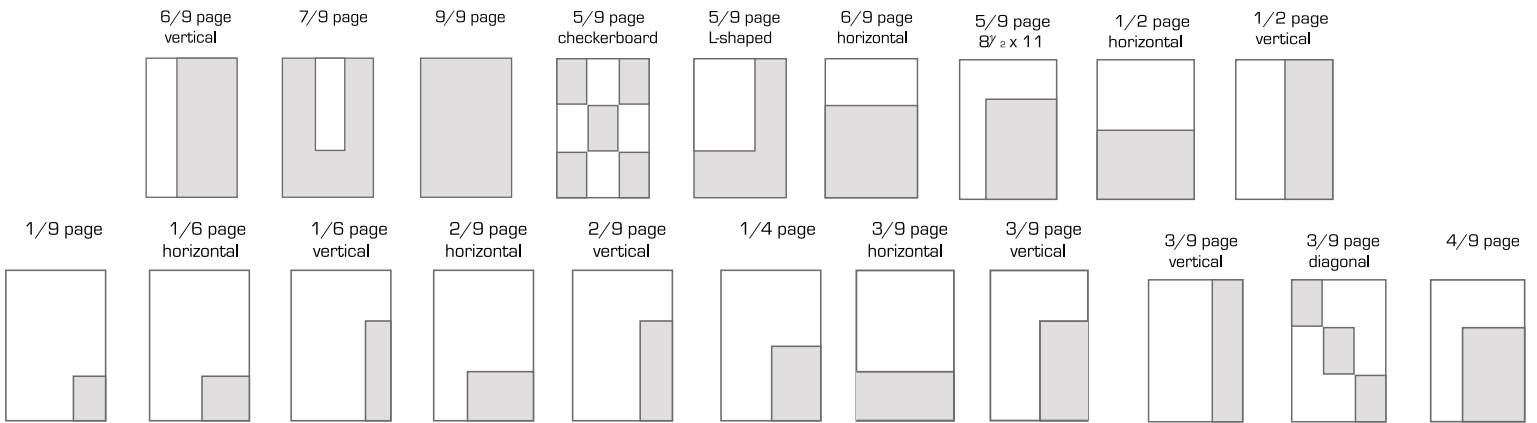 6/9 page
vertical
7/9 page
9/9 page
5/9 page
checkerboard
5/9 page
L-shaped
6/9 page
horizontal
5/9 page
8½ x 11
1/2 page
horizontal
1/2 page
vertical
1/9 page
1/6 page
horizontal
1/6 page
vertical
2/9 page
horizontal
2/9 page
vertical
1/4 page
3/9 page
horizontal
3/9 page
vertical
3/9 page
vertical
3/9 page
diagonal
4/9 page